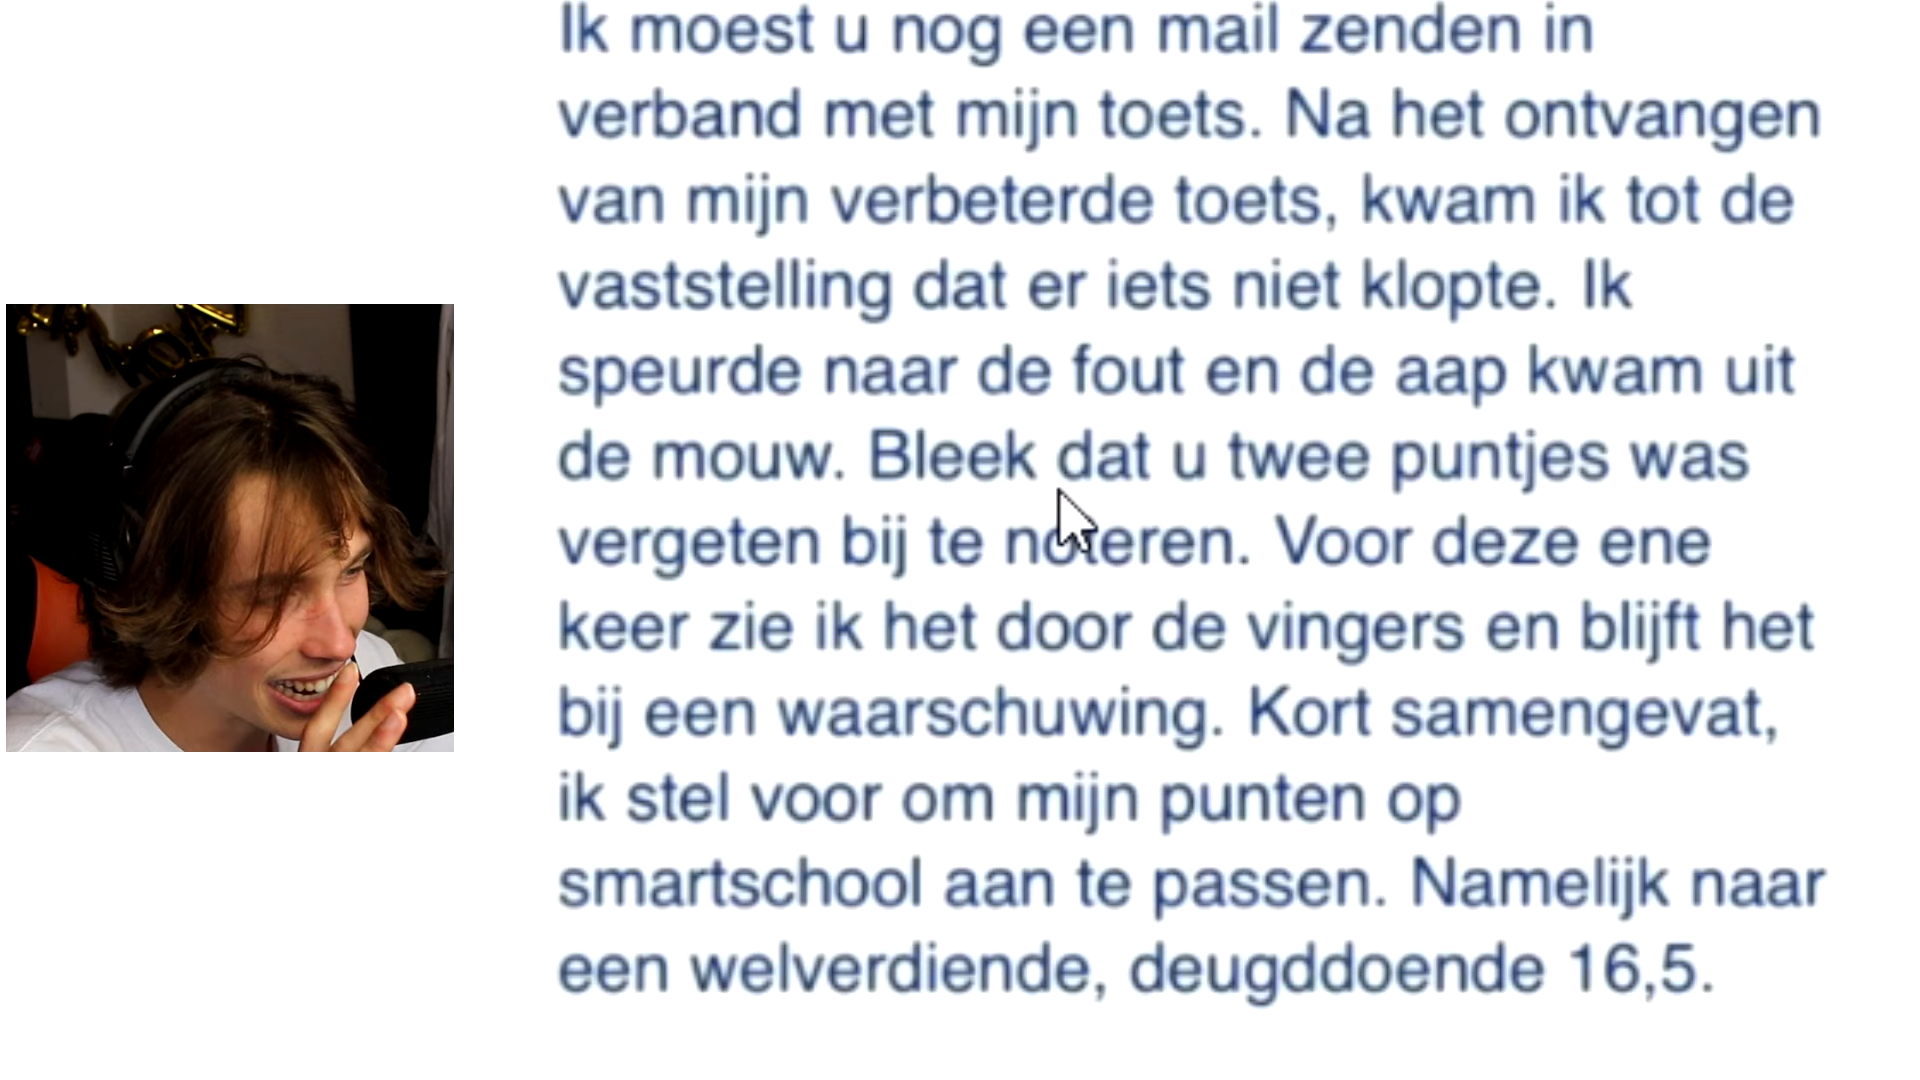 Ik moest u nog een mail zenden in
verband met mijn toets. Na het ontvangen
van mijn verbeterde toets, kwam ik tot de
vaststelling dat er iets niet klopte. Ik
speurde naar de fout en de aap kwam uit
de mouw. Bleek dat u twee puntjes was
vergeten bij te noteren. Voor deze ene
keer zie ik het door de vingers en blijft het
bij een waarschuwing. Kort samengevat,
ik stel voor om mijn punten op
smartschool aan te passen. Namelijk naar
een welverdiende, deugddoende 16,5.